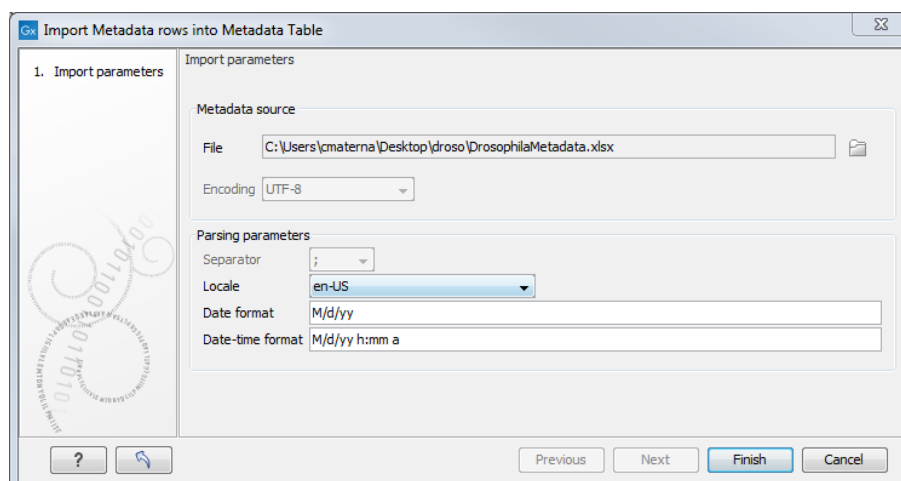 Gx Import Metadata rows into Metadata Table
1. Import parameters
Import parameters
Metadata source
File C:\Users\cmaterna\Desktop\droso\DrosophilaMetadata.xlsx
Encoding UTF-8
Parsing parameters
Separator ;
Locale en-US
Date format M/d/yy
Date-time format M/d/yy h:mm a
? Previous Next Finish Cancel